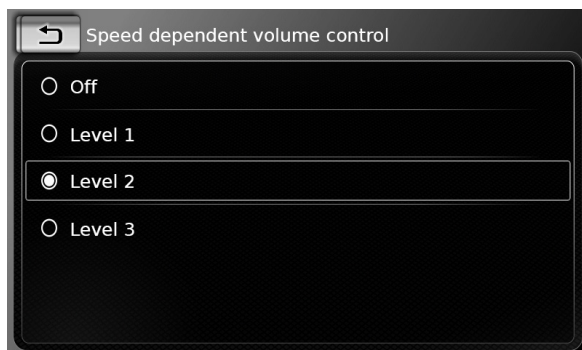 Speed dependent volume control
Off
Level 1
Level 2
Level 3